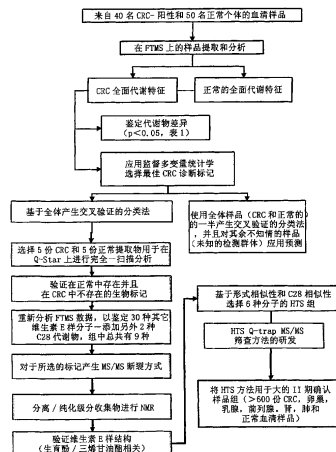 来自40名CRC-阳性和50名正常个体的血清样品
在FTMS上的样品提取和分析
CRC全面代谢特征
正常的全面代谢特征
鉴定代谢物差异
(p<0.05, 表1)
应用监督多变量统计学
选择最佳CRC诊断标记
基于全体产生交叉验证的分类法
使用全体样品(CRC和正常的)
的一半产生交叉验证的分类法,
并且对其余不知情的样品
(未知的检测群体)应用预测
选择5份CRC和5份正常提取物用于在
Q-Star上进行完全一扫描分析
验证在正常中存在并且
在CRC中不存在的生物标记
重新分析FTMS数据, 以鉴定30种其它
维生素E样分子一添加另外2种
C28代谢物, 组中总共有9种
对于所选的标记产生MS/MS断裂方式
分离/纯化级分收集物进行NMR
验证维生素E样结构
(生育酚/三烯甘油酯相关)
基于形式相似性和C28相似性
选择6种分子的HTS组
HTS Q-trap MS/MS
筛查方法的研发
将HTS方法用于大的II期确认
样品组(>600份CRC, 卵巢,
乳腺, 前列腺, 肾, 肺和
正常血清样品)